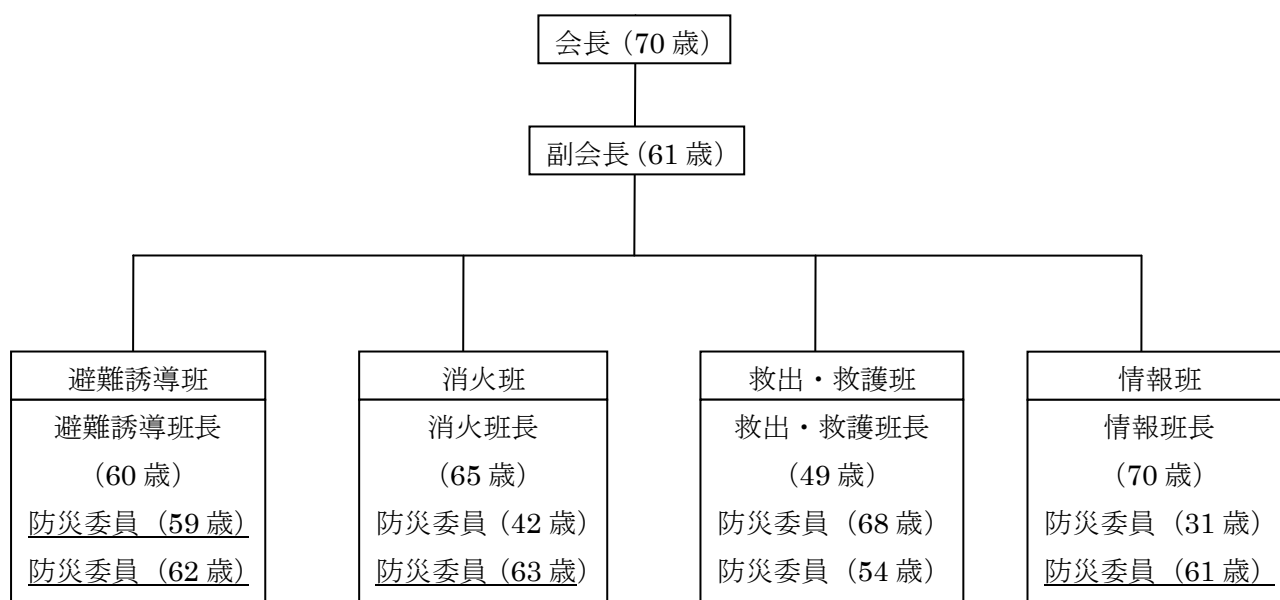 会長（70 歳）
副会長（61 歳）
避難誘導班
避難誘導班長
（60 歳）
防災委員（59 歳）
防災委員（62 歳）
消火班
消火班長
（65 歳）
防災委員（42 歳）
防災委員（63 歳）
救出・救護班
救出・救護班長
（49 歳）
防災委員（68 歳）
防災委員（54 歳）
情報班
情報班長
（70 歳）
防災委員（31 歳）
防災委員（61 歳）